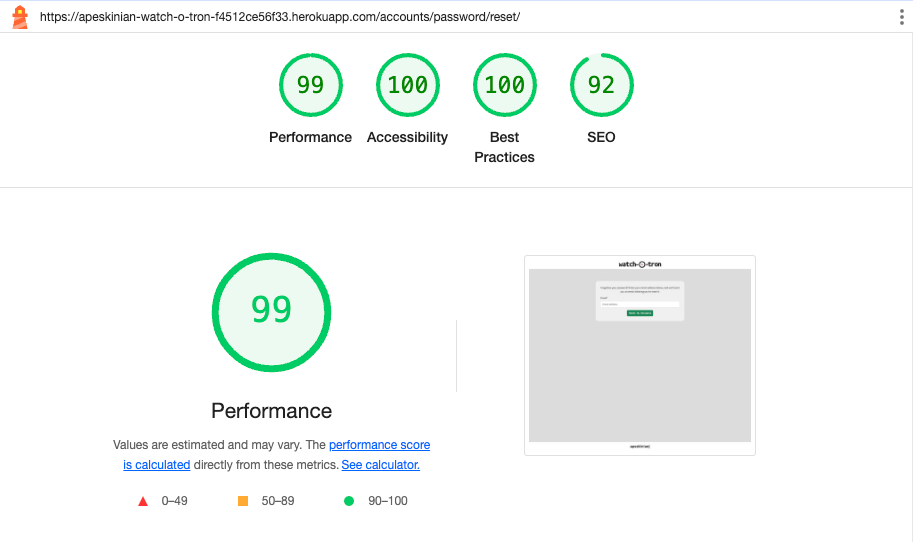 https://apeskinian-watch-o-tron-f4512ce56f33.herokuapp.com/accounts/password/reset/
99
100
100
92
Performance
Accessibility
Best
Practices
SEO
99
Performance
Values are estimated and may vary. The performance score
is calculated directly from these metrics. See calculator.
0–49
50–89
90–100
watch-o-tron